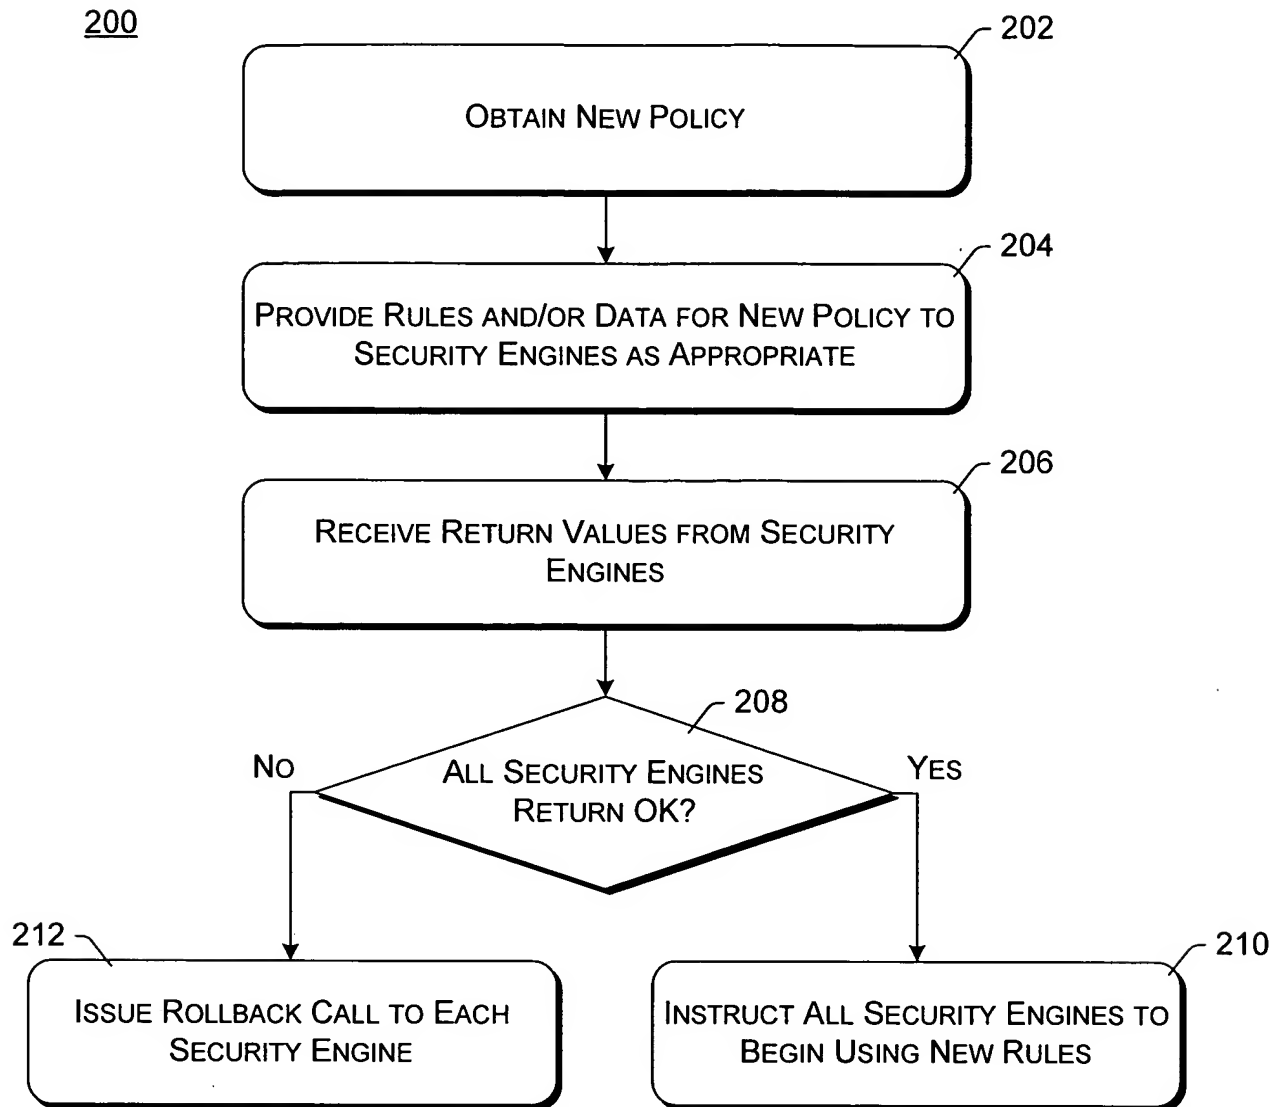 200
202
OBTAIN NEW POLICY
204
PROVIDE RULES AND/OR DATA FOR NEW POLICY TO
SECURITY ENGINES AS APPROPRIATE
206
RECEIVE RETURN VALUES FROM SECURITY
ENGINES
208
NO
ALL SECURITY ENGINES
RETURN OK?
YES
212
ISSUE ROLLBACK CALL TO EACH
SECURITY ENGINE
210
INSTRUCT ALL SECURITY ENGINES TO
BEGIN USING NEW RULES